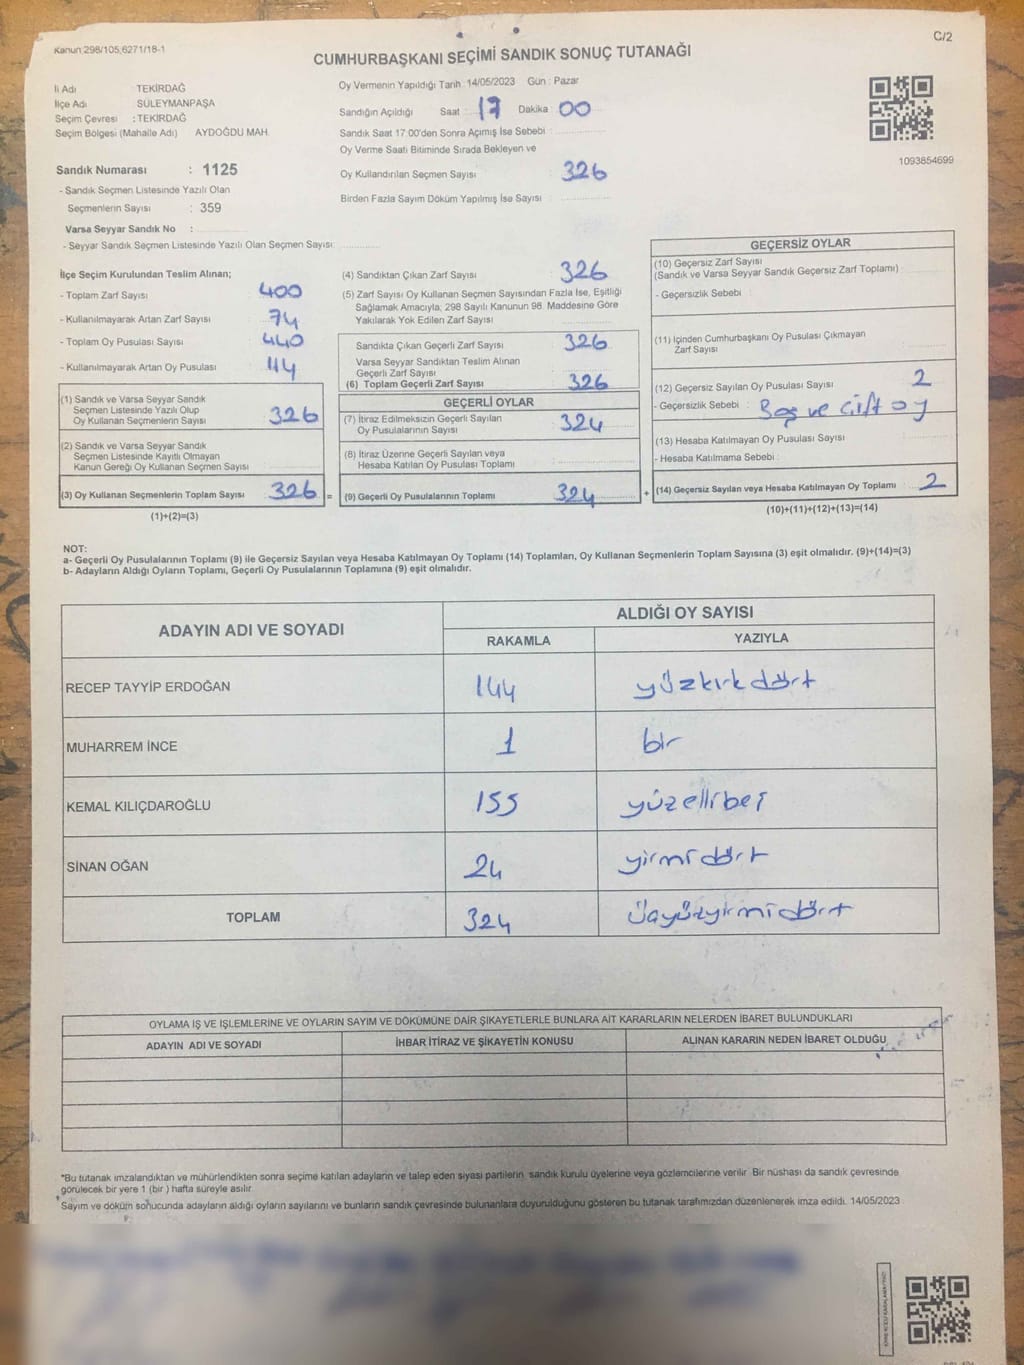 Kanun 298/105,6271/18-1
C/2
CUMHURBAŞKANI SEÇİMİ SANDIK SONUÇ TUTANAĞI
İl Adı TEKİRDAĞ
İlçe Adı SÜLEYMANPAŞA
Seçim Çevresi : TEKİRDAĞ
Seçim Bölgesi (Mahalle Adı) AYDOĞDU MAH.
Sandık Numarası : 1125
- Sandık Seçmen Listesinde Yazılı Olan
Seçmenlerin Sayısı : 359
Varsa Seyyar Sandık No :
- Seyyar Sandık Seçmen Listesinde Yazılı Olan Seçmen Sayısı:
Oy Vermenin Yapıldığı Tarih :14/05/2023 Gün : Pazar
Sandığın Açıldığı Saat : 17 Dakika : 00
Sandık Saat 17:00'den Sonra Açımış İse Sebebi :
Oy Verme Saati Bitiminde Sırada Bekleyen ve
Oy Kullandırılan Seçmen Sayısı : 326
Birden Fazla Sayım Döküm Yapılmış İse Sayısı :
1093854699
İlçe Seçim Kurulundan Teslim Alınan;
- Toplam Zarf Sayısı : 400
- Kullanılmayarak Artan Zarf Sayısı : 74
- Toplam Oy Pusulası Sayısı : 440
- Kullanılmayarak Artan Oy Pusulası : 114
(1) Sandık ve Varsa Seyyar Sandık
Seçmen Listesinde Yazılı Olup
Oy Kullanan Seçmenlerin Sayısı : 326
(2) Sandık ve Varsa Seyyar Sandık
Seçmen Listesinde Kayıtlı Olmayan
Kanun Gereği Oy Kullanan Seçmen Sayısı
(3) Oy Kullanan Seçmenlerin Toplam Sayısı : 326 =
(1)+(2)=(3)
(4) Sandıktan Çıkan Zarf Sayısı : 326
(5) Zarf Sayısı Oy Kullanan Seçmen Sayısından Fazla İse, Eşitliği
Sağlamak Amacıyla, 298 Sayılı Kanunun 98. Maddesine Göre
Yakılarak Yok Edilen Zarf Sayısı :
Sandıkta Çıkan Geçerli Zarf Sayısı : 326
Varsa Seyyar Sandıktan Teslim Alınan
Geçerli Zarf Sayısı
(6) Toplam Geçerli Zarf Sayısı : 326
GEÇERLİ OYLAR
(7) İtiraz Edilmeksizin Geçerli Sayılan
Oy Pusulalarının Sayısı : 324
(8) İtiraz Üzerine Geçerli Sayılan veya
Hesaba Katılan Oy Pusulası Toplamı :
(9) Geçerli Oy Pusulalarının Toplamı : 324 +
GEÇERSİZ OYLAR
(10) Geçersiz Zarf Sayısı
(Sandık ve Varsa Seyyar Sandık Geçersiz Zarf Toplamı)
- Geçersizlik Sebebi :
(11) İçinden Cumhurbaşkanı Oy Pusulası Çıkmayan
Zarf Sayısı
(12) Geçersiz Sayılan Oy Pusulası Sayısı : 2
- Geçersizlik Sebebi : Boş ve Çift oy
(13) Hesaba Katılmayan Oy Pusulası Sayısı
- Hesaba Katılmama Sebebi :
(14) Geçersiz Sayılan veya Hesaba Katılmayan Oy Toplamı : 2
(10)+(11)+(12)+(13)=(14)
NOT:
a- Geçerli Oy Pusulalarının Toplamı (9) ile Geçersiz Sayılan veya Hesaba Katılmayan Oy Toplamı (14) Toplamları, Oy Kullanan Seçmenlerin Toplam Sayısına (3) eşit olmalıdır. (9)+(14)=(3)
b- Adayların Aldığı Oyların Toplamı, Geçerli Oy Pusulalarının Toplamına (9) eşit olmalıdır.
ADAYIN ADI VE SOYADI ALDIĞI OY SAYISI
RAKAMLA YAZIYLA
RECEP TAYYİP ERDOĞAN 144 yüzkırkdört
MUHARREM İNCE 1 bir
KEMAL KILIÇDAROĞLU 155 yüzellibeş
SİNAN OĞAN 24 yirmidört
TOPLAM 324 üçyüzyirmidört
OYLAMA İŞ VE İŞLEMLERİNE VE OYLARIN SAYIM VE DÖKÜMÜNE DAİR ŞİKAYETLERLE BUNLARA AİT KARARLARIN NELERDEN İBARET BULUNDUKLARI
ADAYIN ADI VE SOYADI İHBAR İTİRAZ VE ŞİKAYETİN KONUSU ALINAN KARARIN NEDEN İBARET OLDUĞU
*Bu tutanak imzalandıktan ve mühürlendikten sonra seçime katılan adayların ve talep eden siyasi partilerin, sandık kurulu üyelerine veya gözlemcilerine verilir. Bir nüshası da sandık çevresinde
görülecek bir yere 1 (bir ) hafta süreyle asılır.
Sayım ve döküm sonucunda adayların aldığı oyların sayılarını ve bunların sandık çevresinde bulunanlara duyurulduğunu gösteren bu tutanak tarafımızdan düzenlenerek imza edildi. 14/05/2023